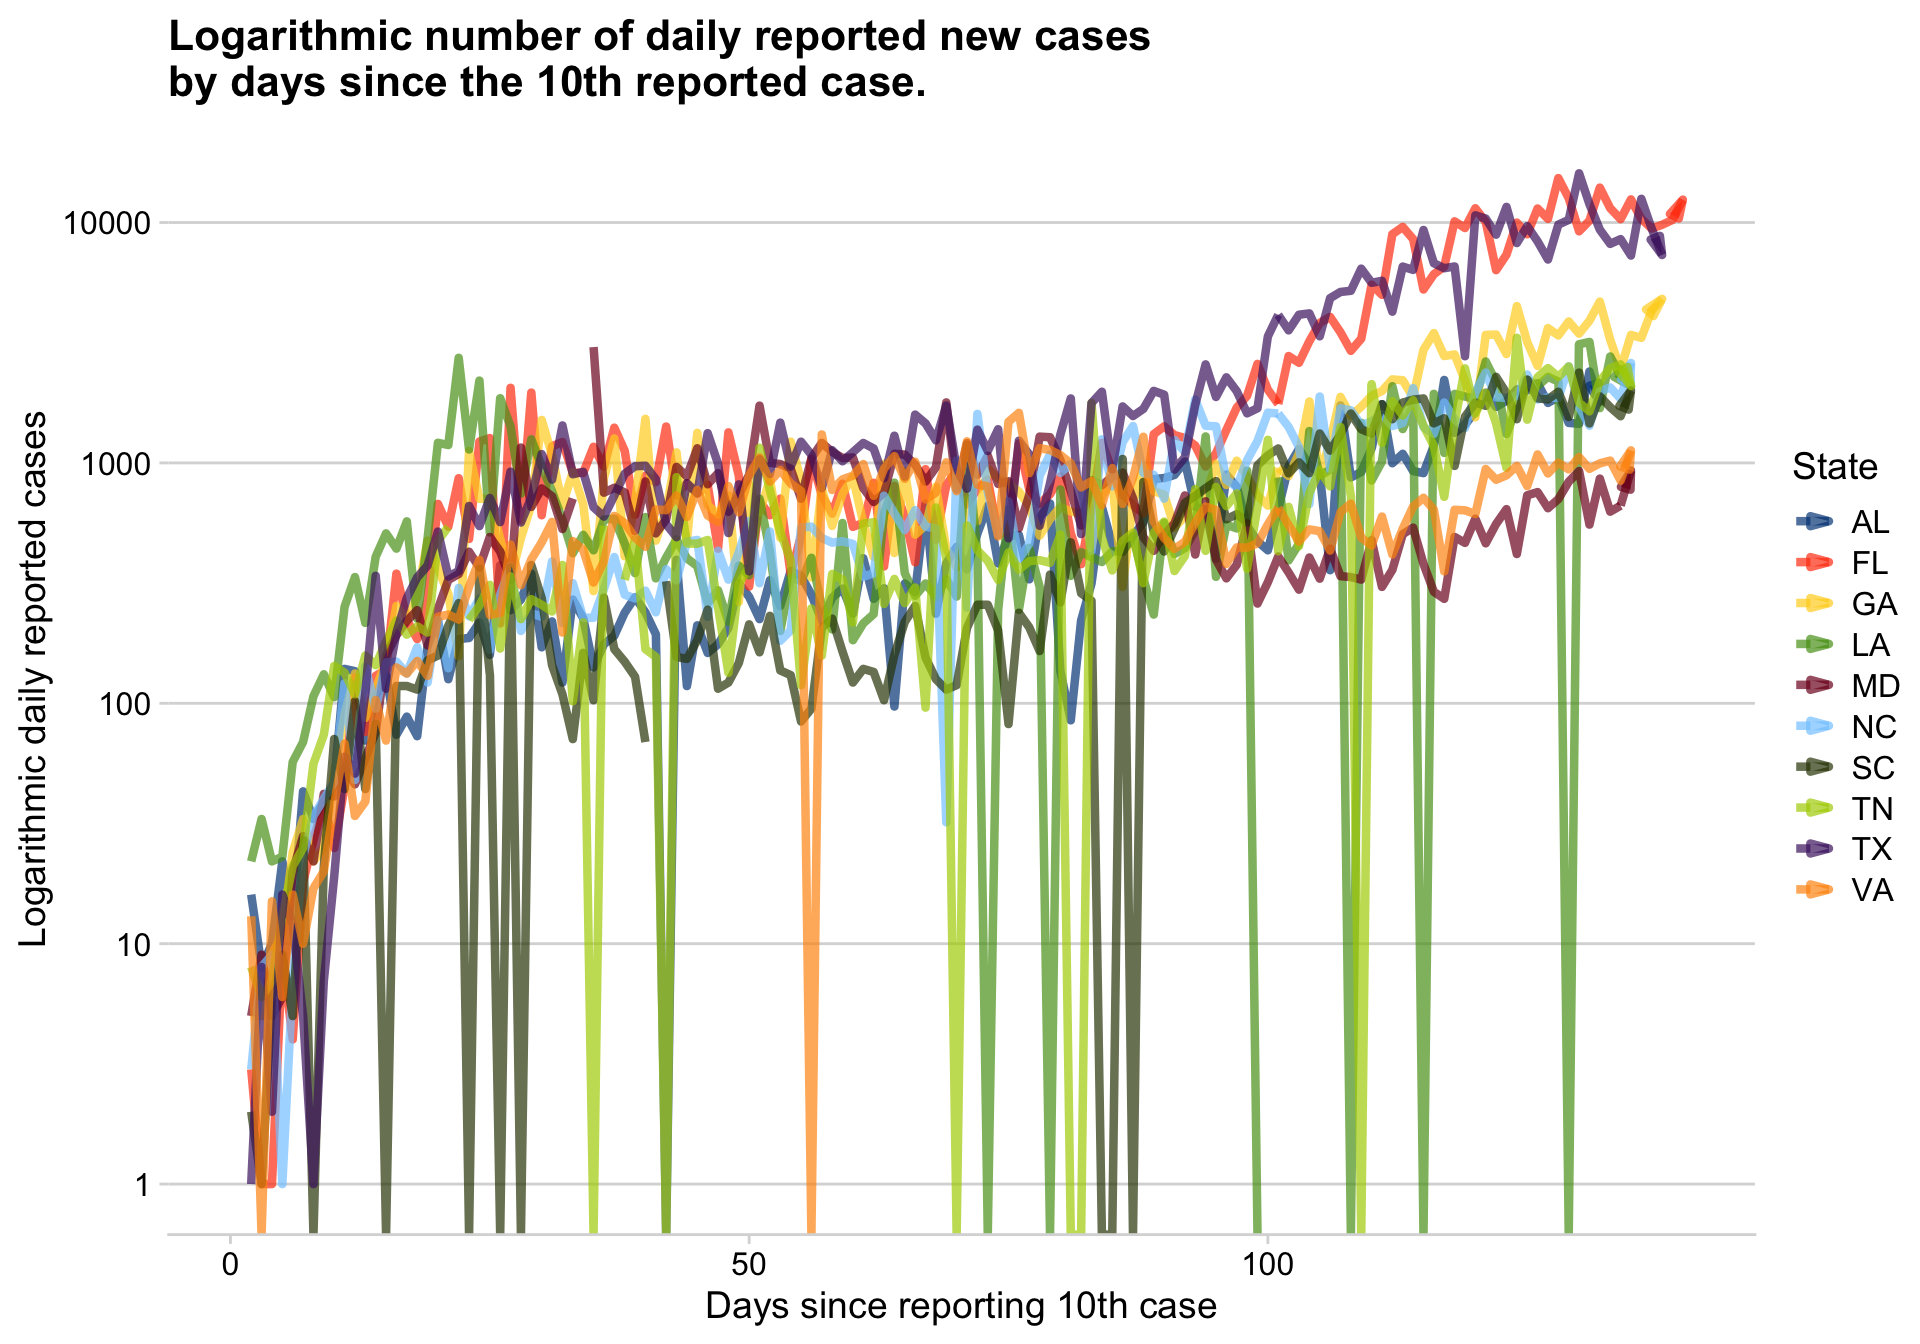 Logarithmic number of daily reported new cases
by days since the 10th reported case.
Logarithmic daily reported cases
10000
1000
100
10
1
0
50
100
Days since reporting 10th case
State
AL
FL
GA
LA
MD
NC
SC
TN
TX
VA